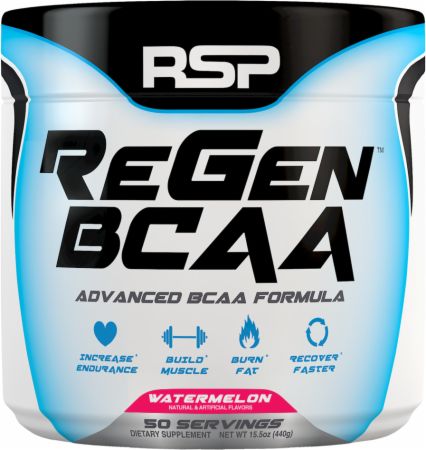 RSP
REGEN™
BCAA
ADVANCED BCAA FORMULA
INCREASE*
ENDURANCE
BUILD*
MUSCLE
BURN*
FAT
RECOVER*
FASTER
WATERMELON
NATURAL & ARTIFICIAL FLAVORS
50 SERVINGS
DIETARY SUPPLEMENT NET WT 15.5oz (440g)